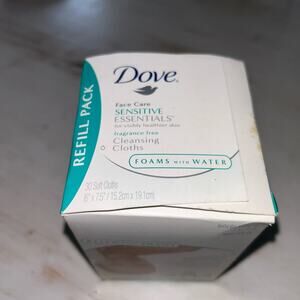 REFILL PACK
Dove
Face Care
SENSITIVE
ESSENTIALS™
for visibly healthier skin
fragrance free
Cleansing
Cloths
FOAMS with WATER
30 Soft Cloths
6" x 7.5" / 15.2cm x 19.1cm